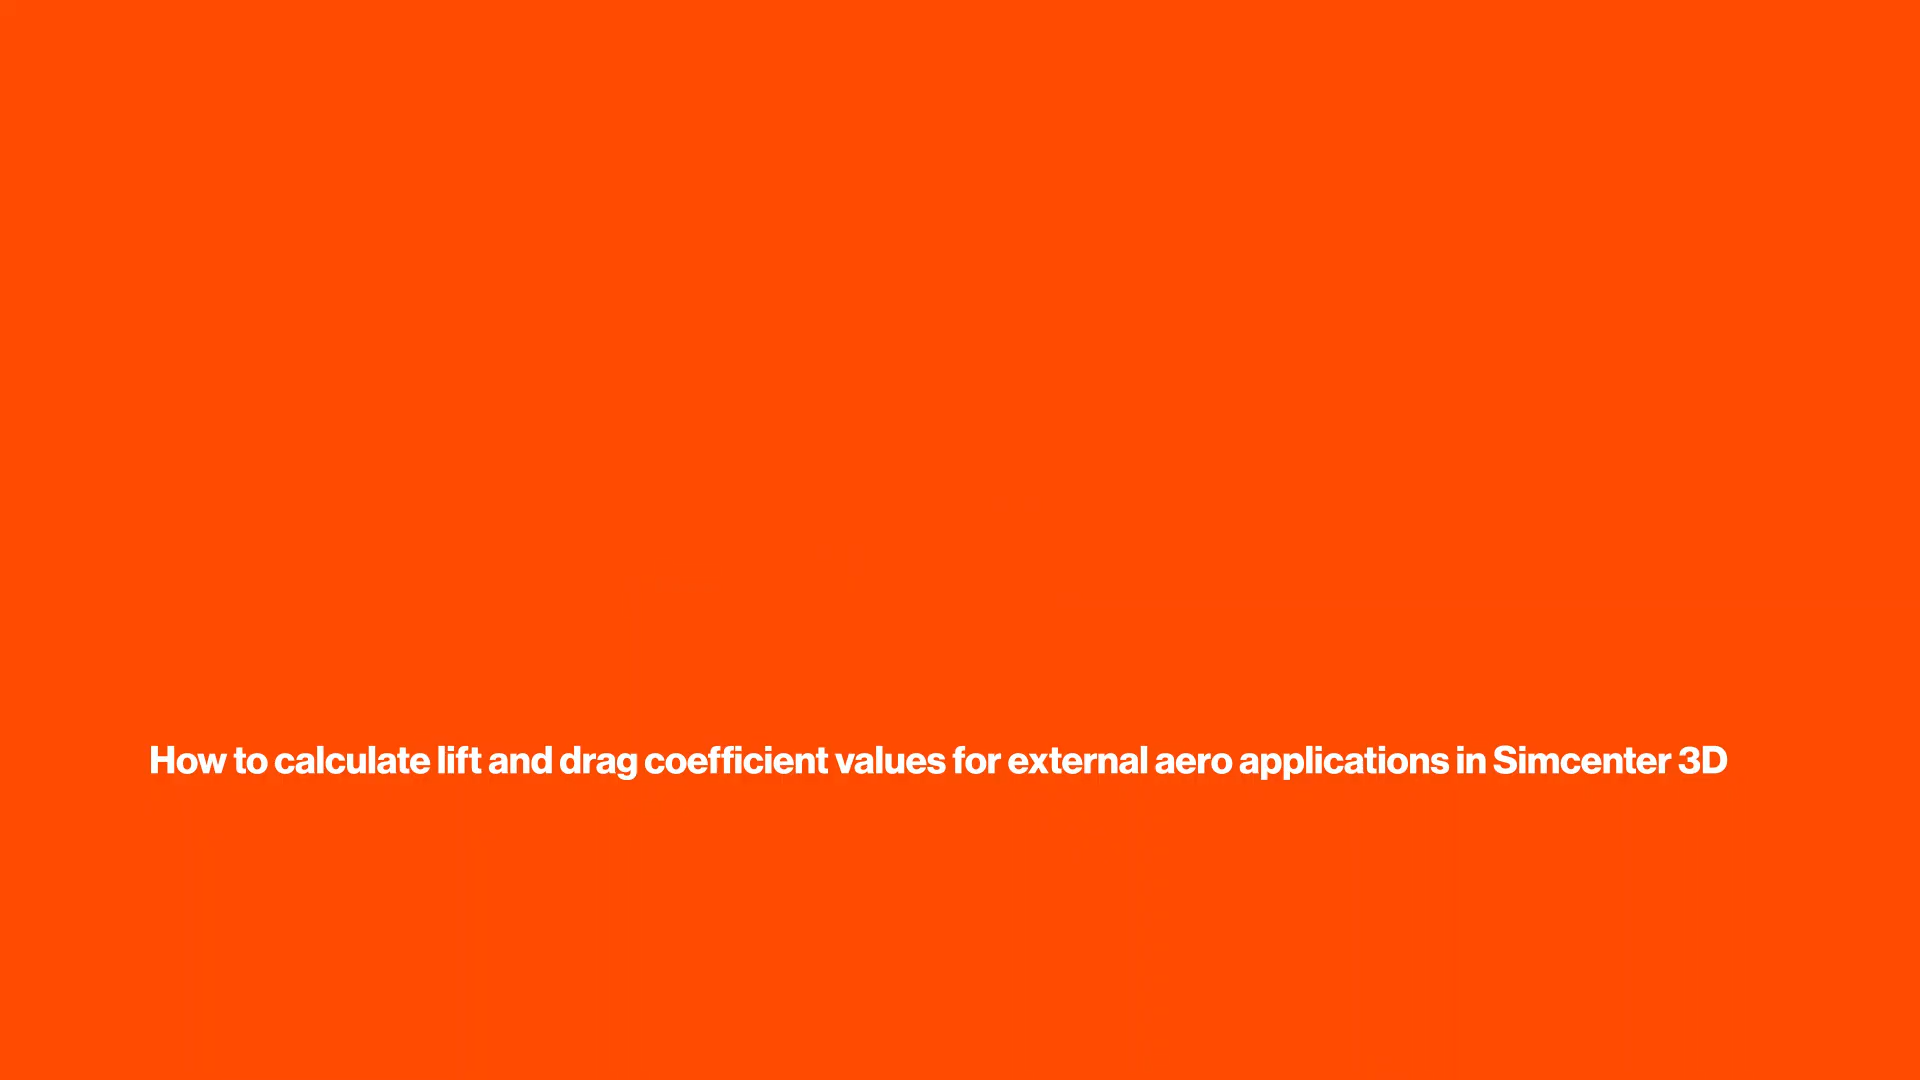 How to calculate lift and drag coefficient values for external aero applications in Simcenter 3D